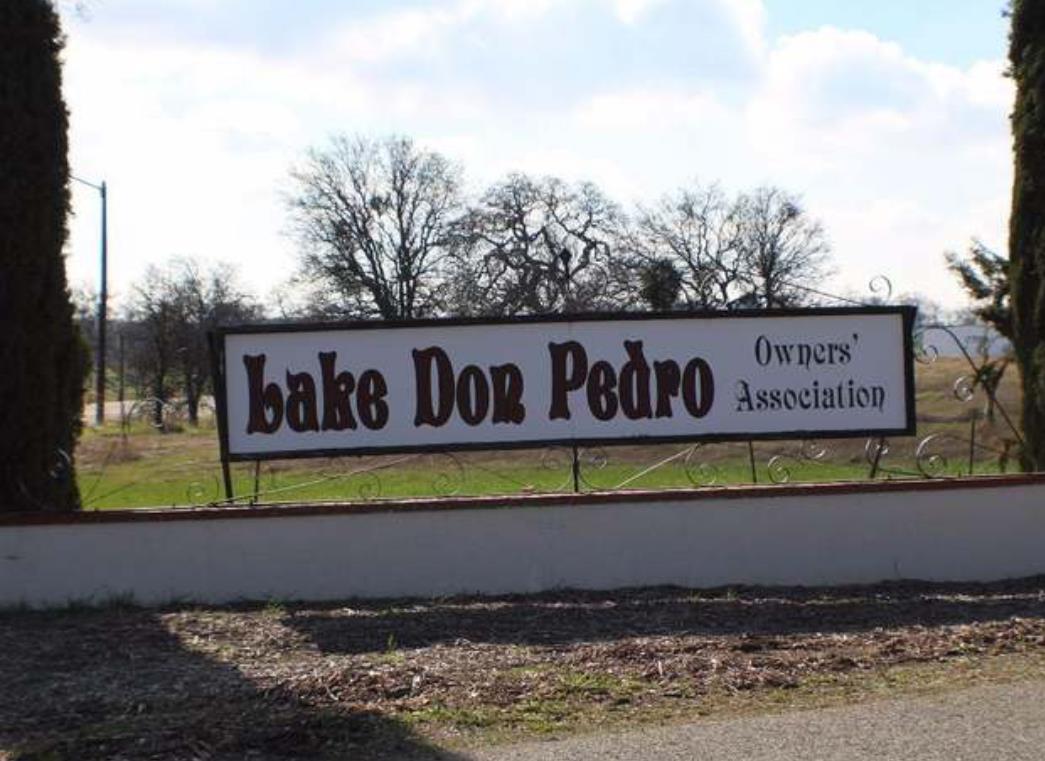 Lake Don Pedro
Owners'
Association